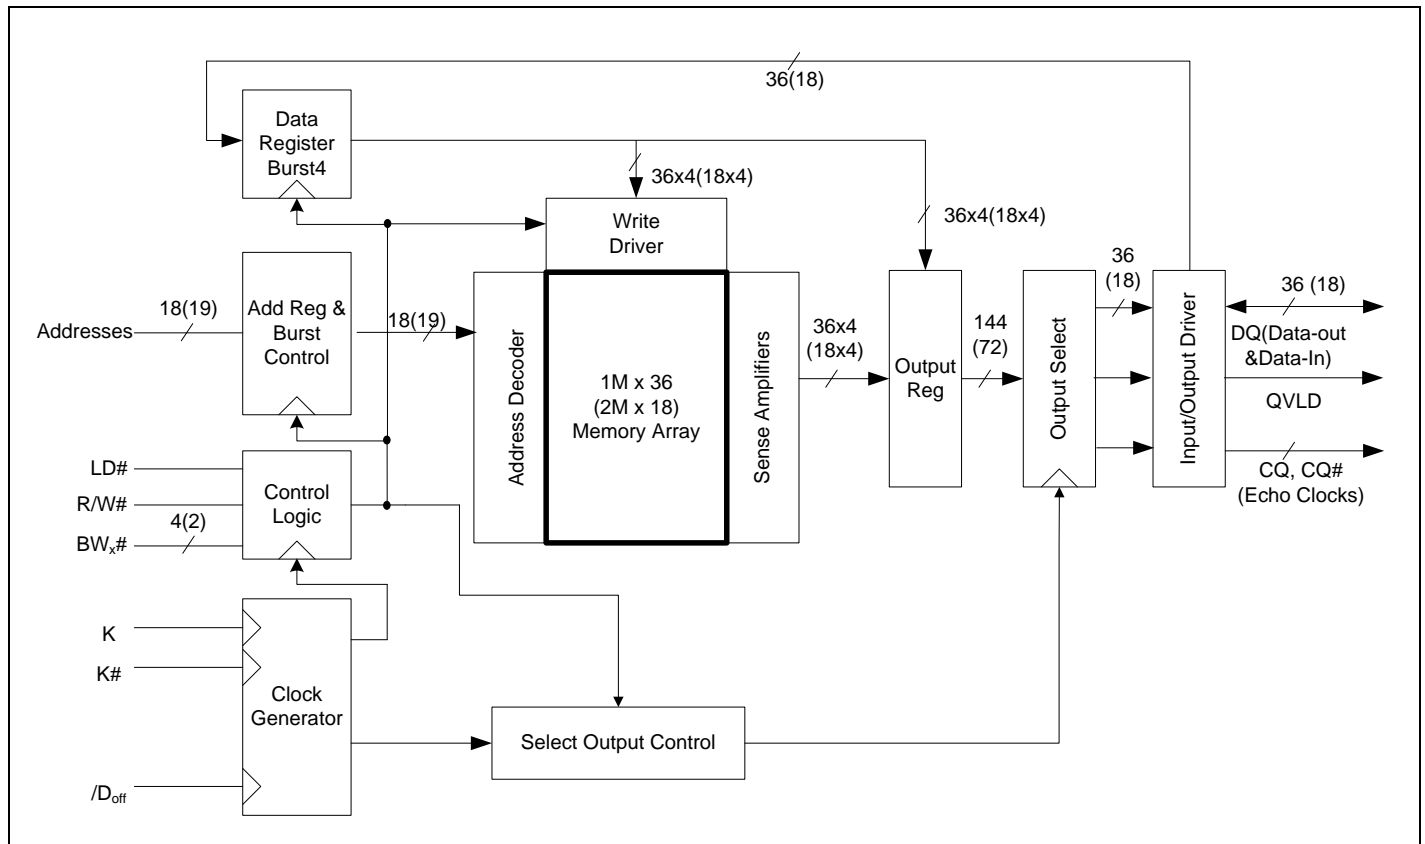 36(18)
Data
Register
Burst4
36x4(18x4)
36x4(18x4)
Write
Driver
Addresses
18(19)
Add Reg &
Burst
Control
18(19)
Address Decoder
1M x 36
(2M x 18)
Memory Array
Sense Amplifiers
36x4
(18x4)
Output
Reg
144
(72)
Output Select
36
(18)
Input/Output Driver
36 (18)
DQ(Data-out
&Data-In)
QVLD
CQ, CQ#
(Echo Clocks)
LD#
R/W#
4(2)
BWx#
Control
Logic
K
K#
/Doff
Clock
Generator
Select Output Control